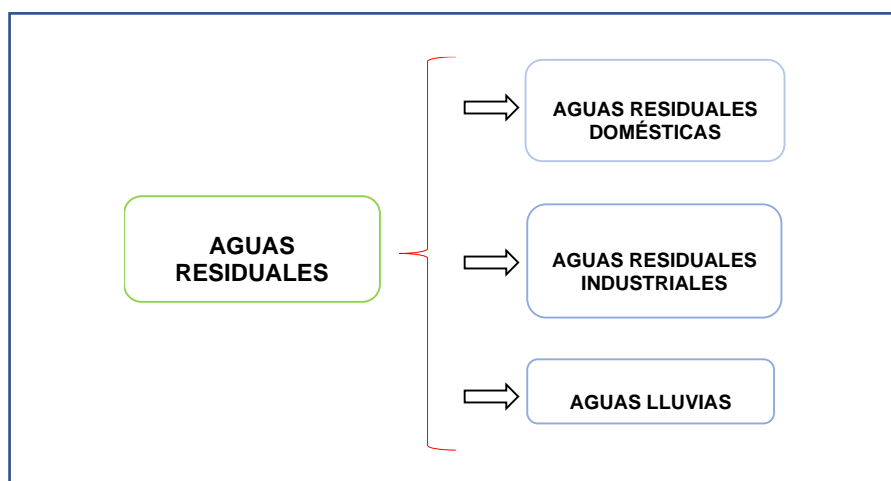 AGUAS
RESIDUALES
AGUAS RESIDUALES
DOMÉSTICAS
AGUAS RESIDUALES
INDUSTRIALES
AGUAS LLUVIAS